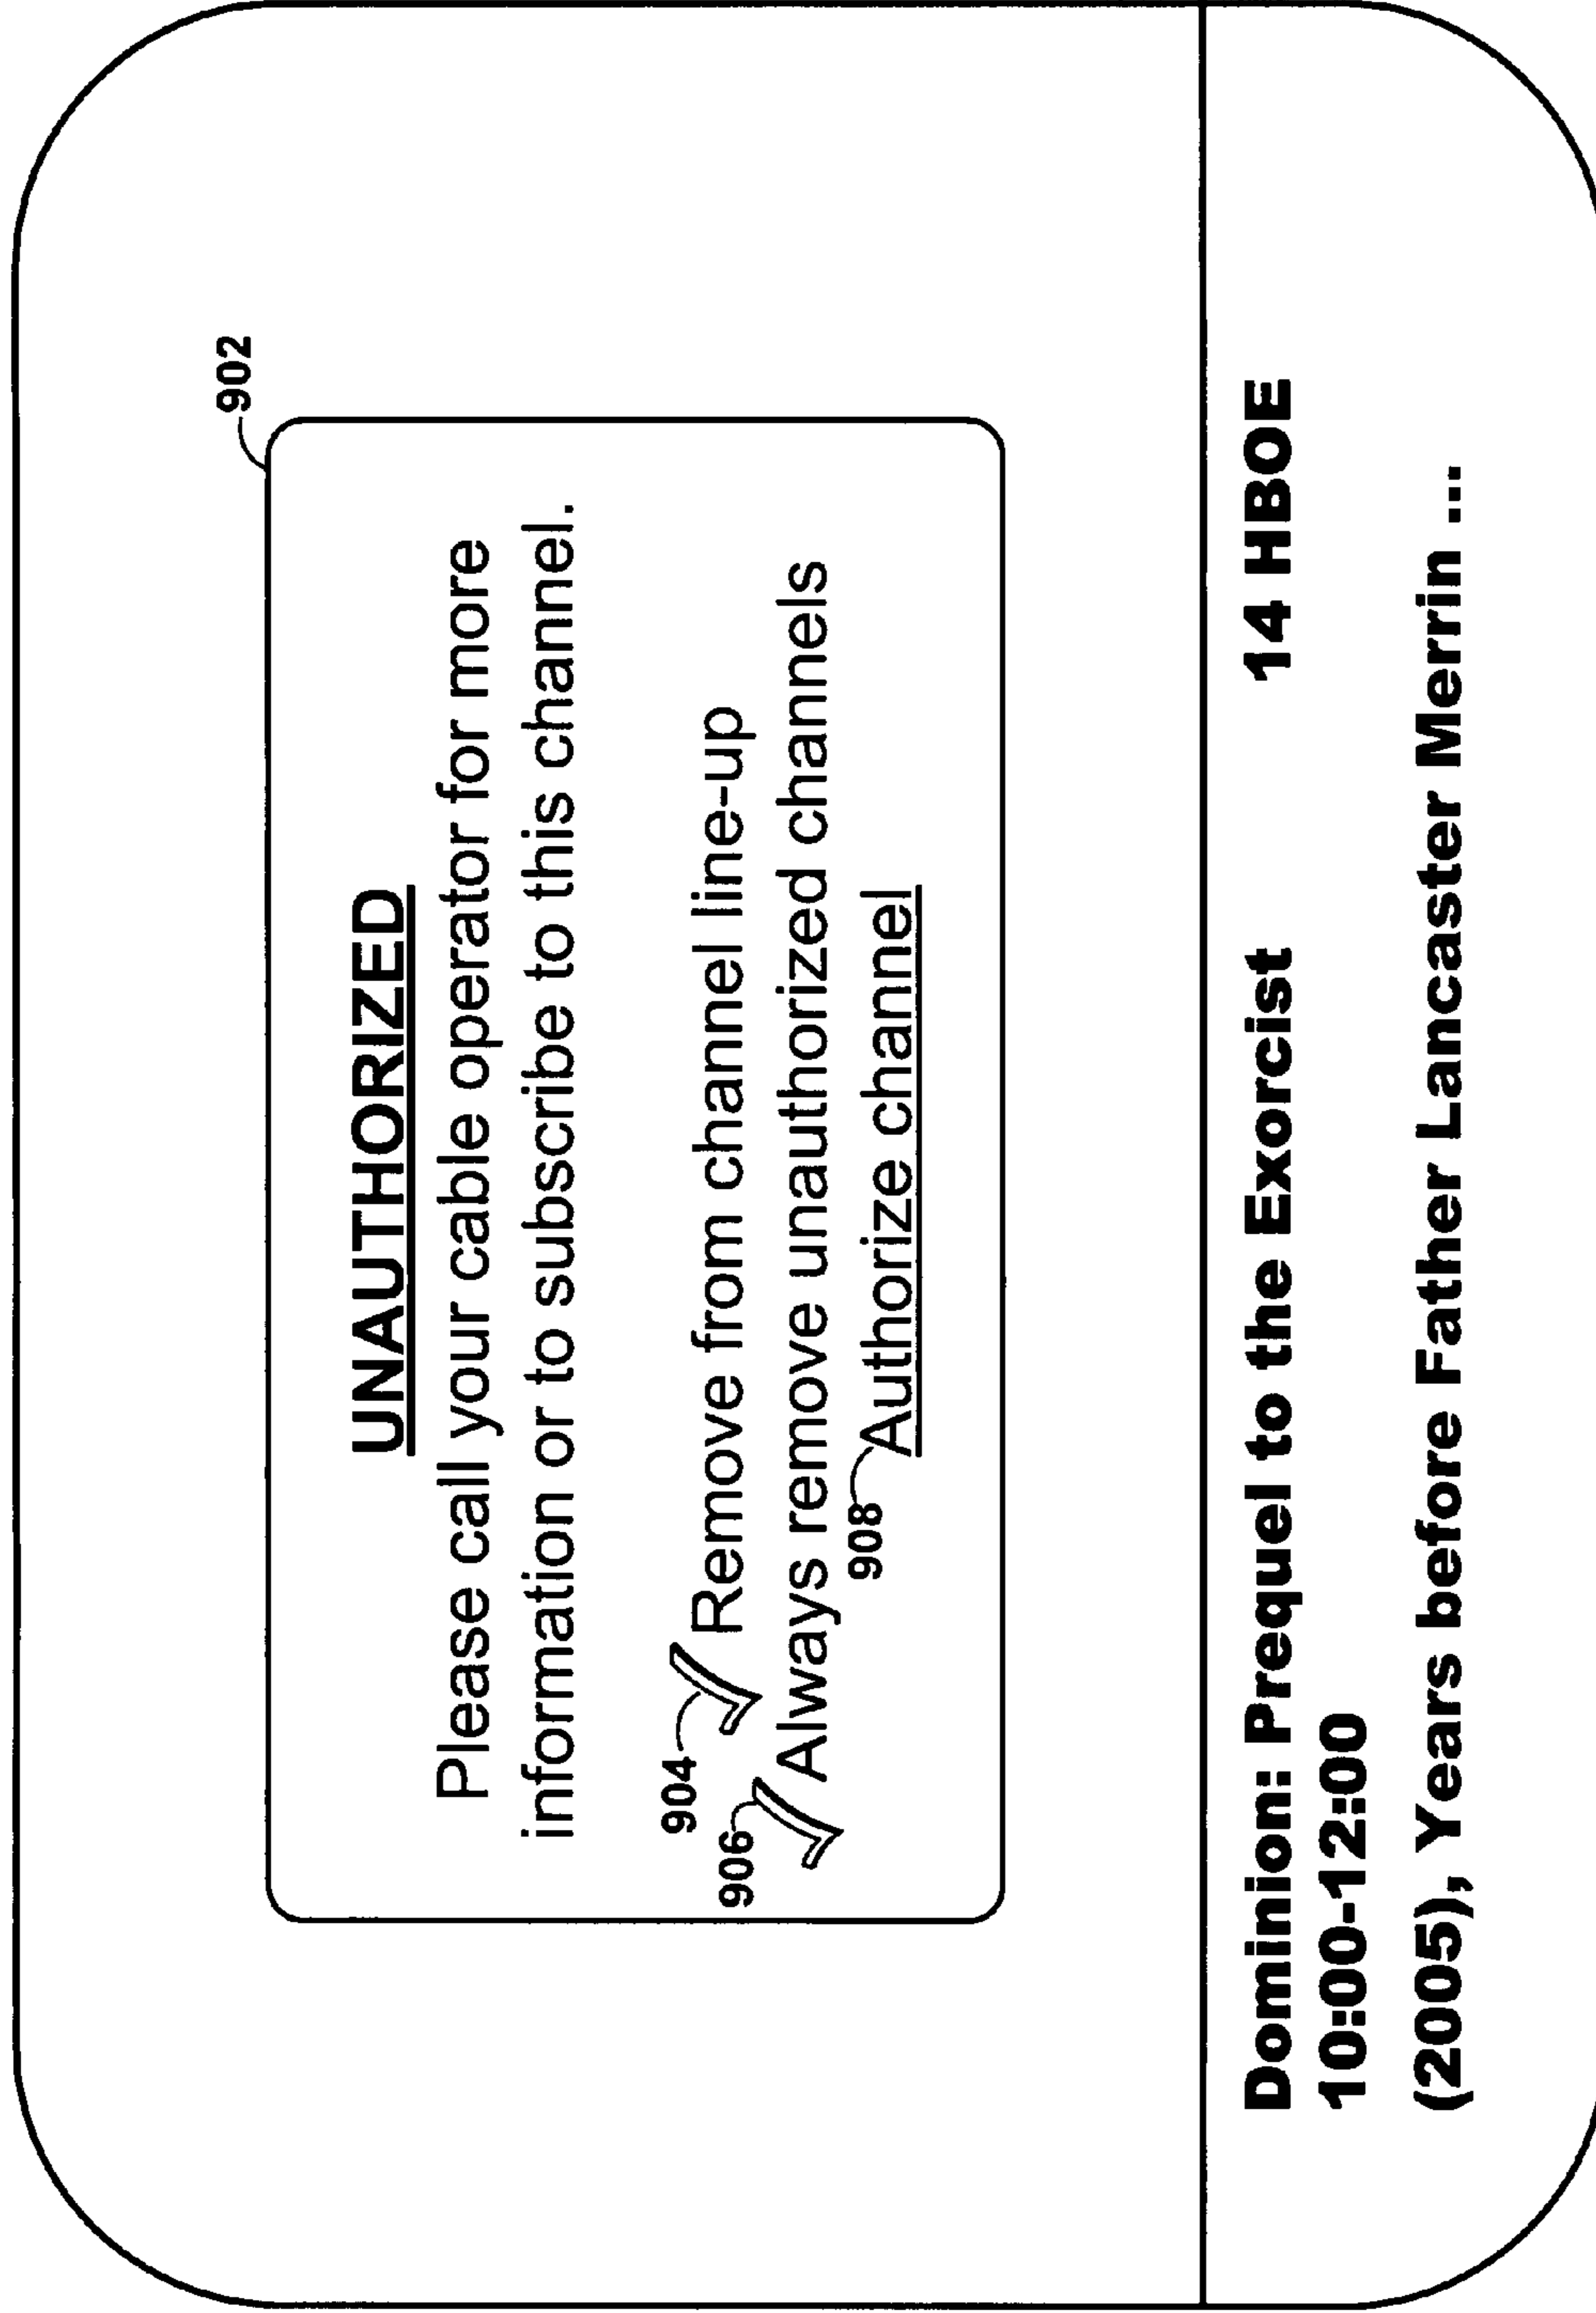 902
UNAUTHORIZED
Please call your cable operator for more
information or to subscribe to this channel.
904 Remove from channel line-up
906 Always remove unauthorized channels
908 Authorize channel
Dominion: Prequel to the Exorcist 14 HBOE
10:00-12:00
(2005), Years before Father Lancaster Merrin ...